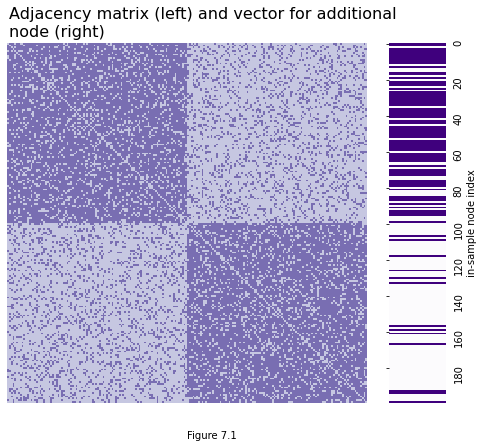 Adjacency matrix (left) and vector for additional
node (right)
0
20
40
60
80
100
120
140
160
180
in-sample node index
Figure 7.1